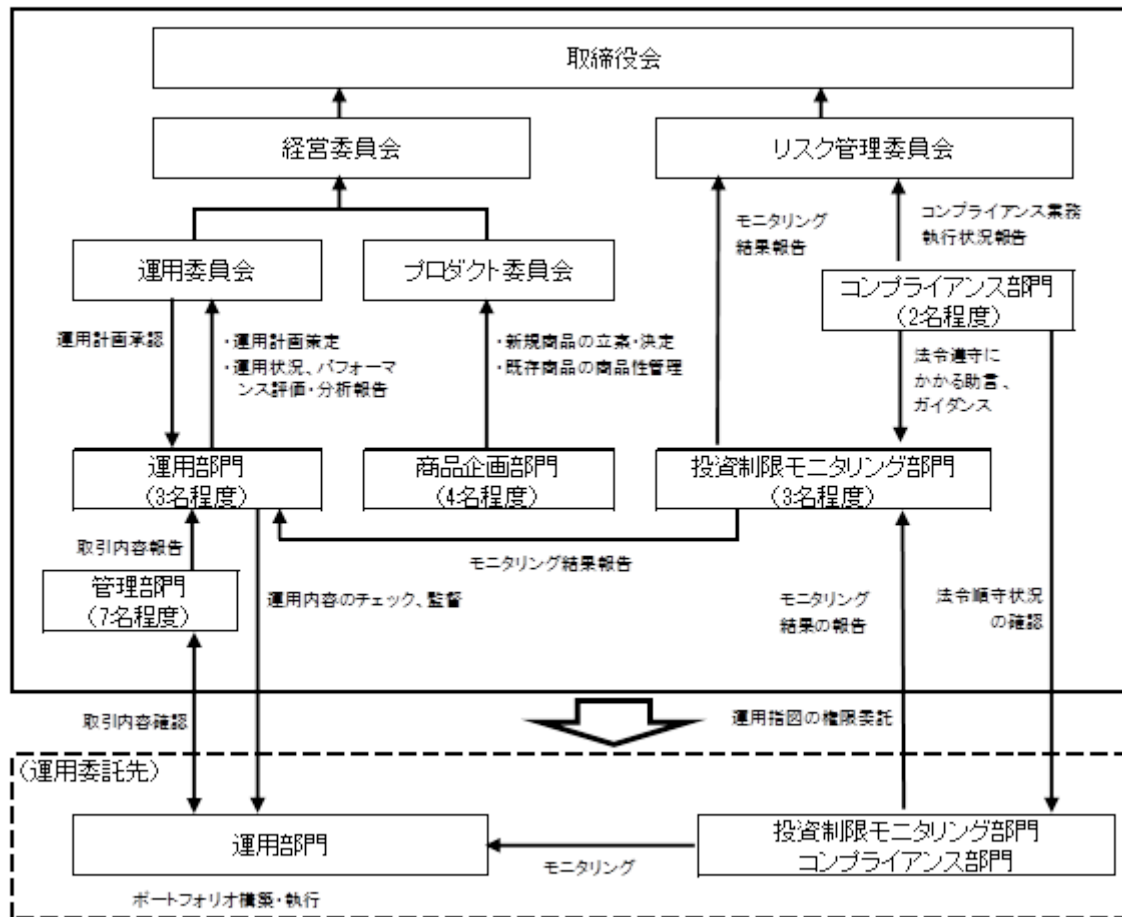 取締役会
経営委員会
リスク管理委員会
モニタリング
結果報告
コンプライアンス業務
執行状況報告
運用委員会
プロダクト委員会
コンプライアンス部門
(2名程度)
運用計画承認
・運用計画策定
・運用状況、パフォーマ
ンス評価・分析報告
・新規商品の立案・決定
・既存商品の商品性管理
法令遵守に
かかる助言、
ガイダンス
運用部門
(3名程度)
商品企画部門
(4名程度)
投資制限モニタリング部門
(3名程度)
取引内容報告
モニタリング結果報告
管理部門
(7名程度)
運用内容のチェック、監督
モニタリング
結果の報告
法令順守状況
の確認
取引内容確認
運用指図の権限委託
(運用委託先)
運用部門
モニタリング
投資制限モニタリング部門
コンプライアンス部門
ポートフォリオ構築・執行